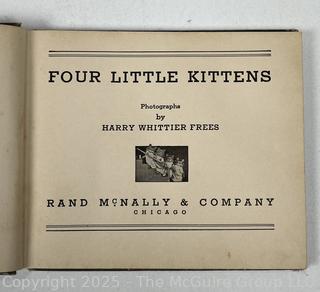 FOUR LITTLE KITTENS
Photographs
by
HARRY WHITTIER FREES
RAND McNALLY & COMPANY
CHICAGO
Copyright 2025 - The McGuire Group LLC